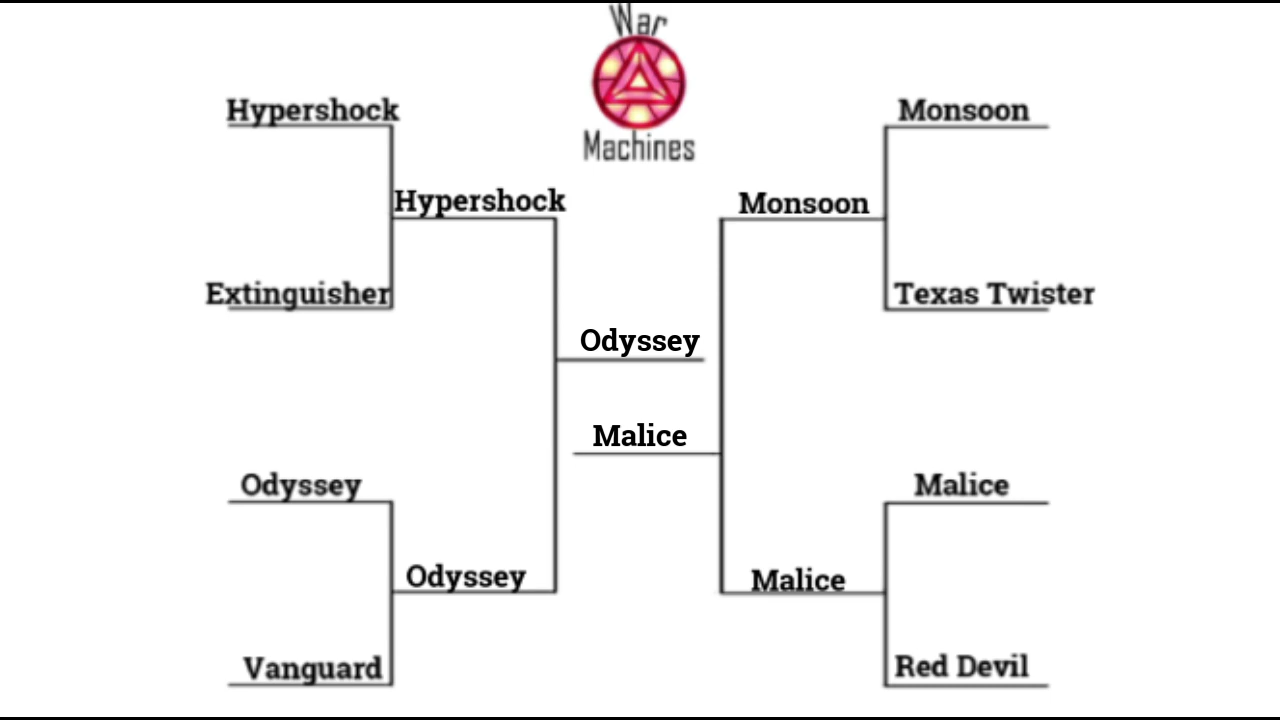 War
Machines
Hypershock
Monsoon
Hypershock
Monsoon
Extinguisher
Texas Twister
Odyssey
Malice
Odyssey
Malice
Odyssey
Malice
Vanguard
Red Devil